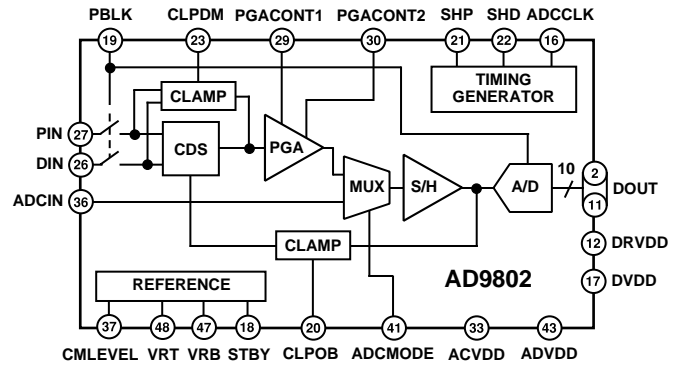 PBLK CLPDM PGACONT1 PGACONT2 SHP SHD ADCCLK
19 23 29 30 21 22 16
TIMING
GENERATOR
CLAMP
PIN 27
DIN 26
CDS
PGA
ADCIN 36
MUX
S/H
A/D
10
2
11
DOUT
CLAMP
12 DRVDD
REFERENCE
AD9802
17 DVDD
37 48 47 18 20 41 33 43
CMLEVEL VRT VRB STBY CLPOB ADCMODE ACVDD ADVDD